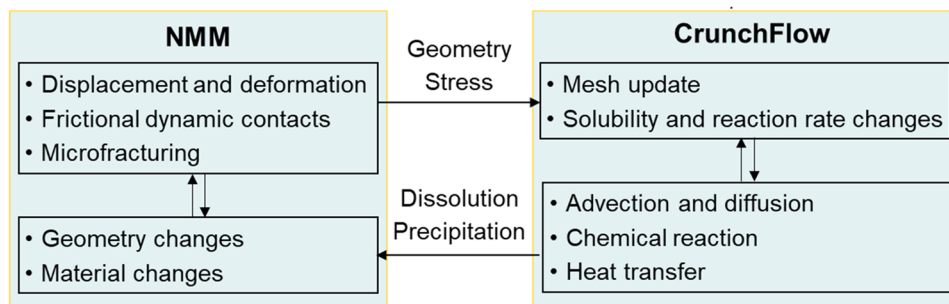 NMM
• Displacement and deformation
• Frictional dynamic contacts
• Microfracturing
• Geometry changes
• Material changes
Geometry
Stress
Dissolution
Precipitation
CrunchFlow
• Mesh update
• Solubility and reaction rate changes
• Advection and diffusion
• Chemical reaction
• Heat transfer